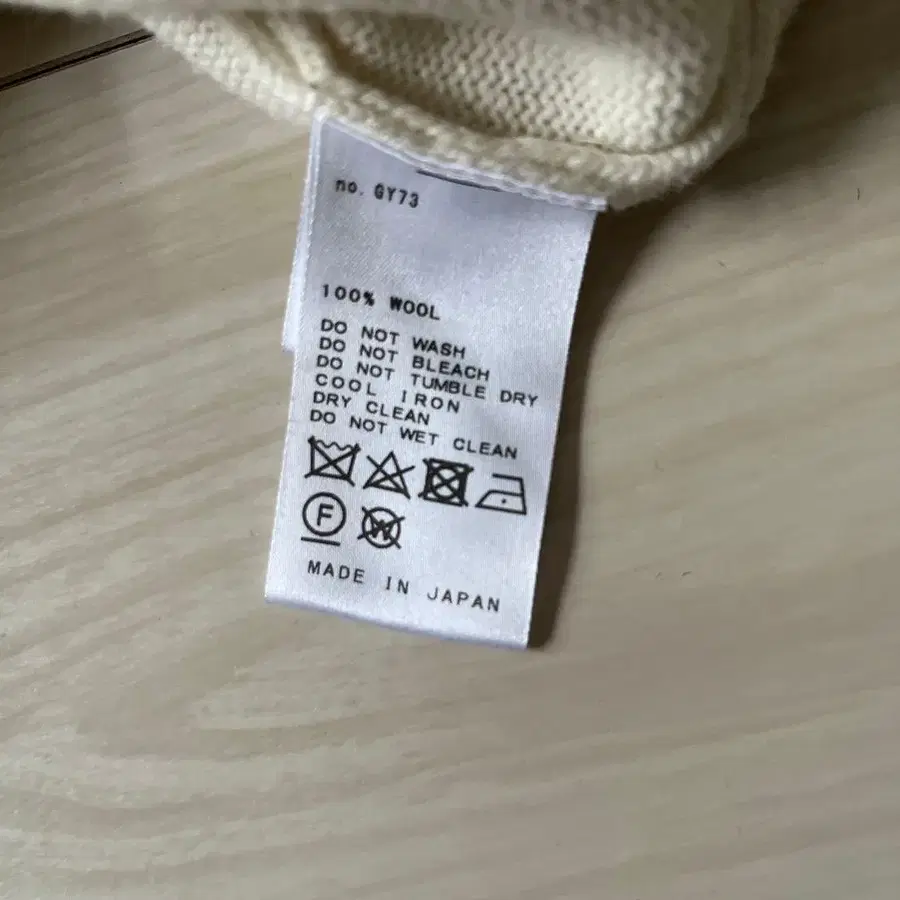 no. GY73
100% WOOL
DO NOT WASH
DO NOT BLEACH
DO NOT TUMBLE DRY
COOL IRON
DRY CLEAN
DO NOT WET CLEAN
F W
MADE IN JAPAN